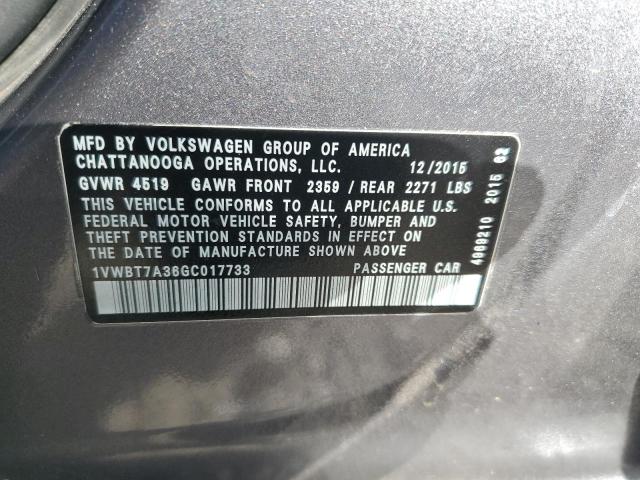 MFD BY VOLKSWAGEN GROUP OF AMERICA
CHATTANOOGA OPERATIONS, LLC. 12/2015
GVWR 4519 GAWR FRONT 2359 / REAR 2271 LBS
THIS VEHICLE CONFORMS TO ALL APPLICABLE U.S.
FEDERAL MOTOR VEHICLE SAFETY, BUMPER AND
THEFT PREVENTION STANDARDS IN EFFECT ON
THE DATE OF MANUFACTURE SHOWN ABOVE
1VWBT7A36GC017733 PASSENGER CAR
4969210 2015 02